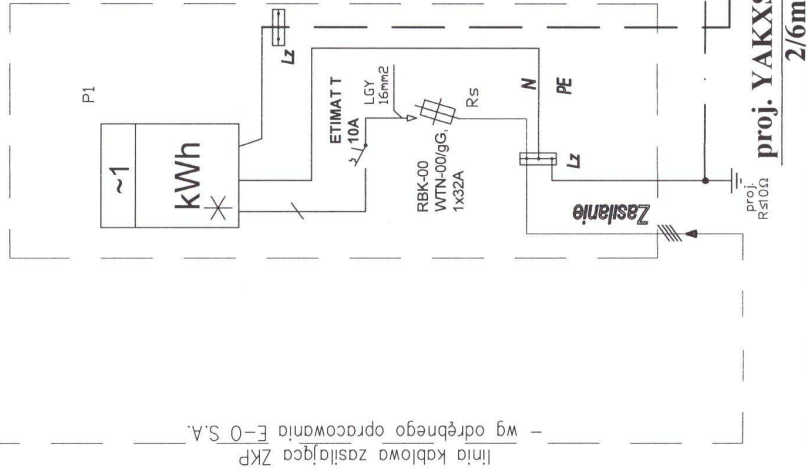 P1
~1
kWh
Lz
ETIMAT T
10A
LGY
16mm2
Rs
RBK-00
WTN-00/gG,
1x32A
N
PE
Lz
Zasilanie
proj.
R≤10Ω
proj. YAKXS
2/6m
linia kablowa zasilająca ZKP
– wg odrębnego opracowania E-O S.A.